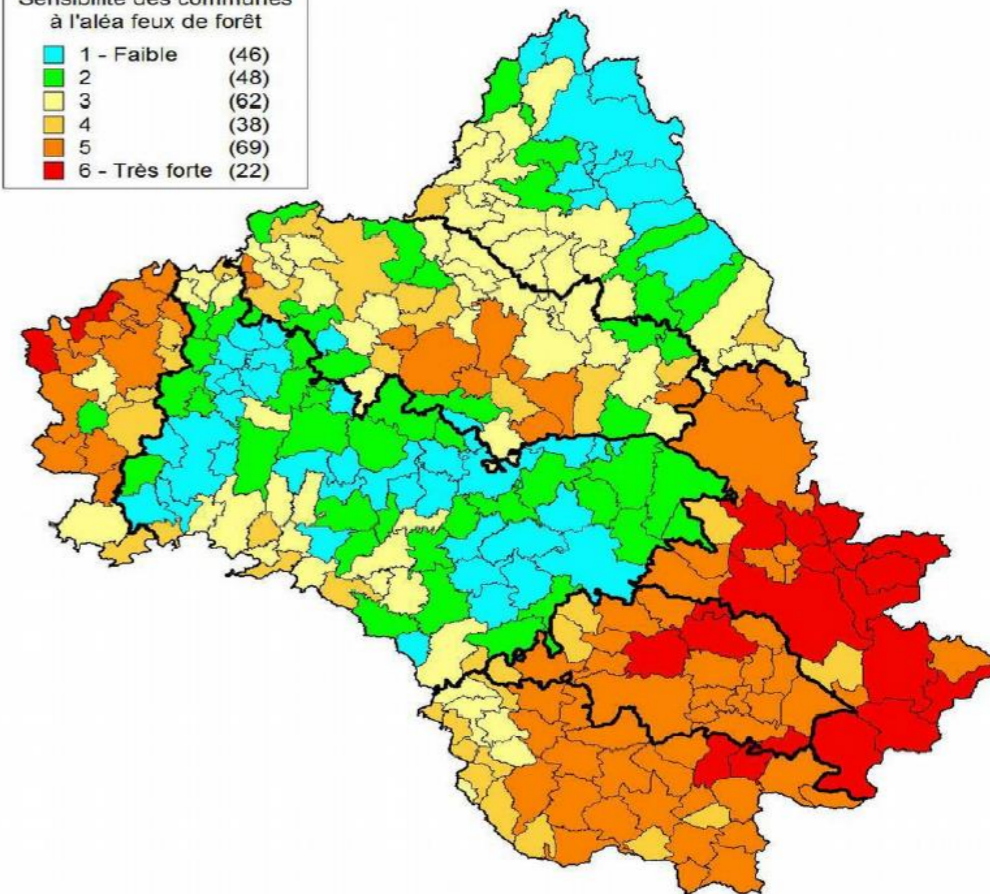 Sensibilité des communes
à l'aléa feux de forêt
1 - Faible (46)
2 (48)
3 (62)
4 (38)
5 (69)
6 - Très forte (22)